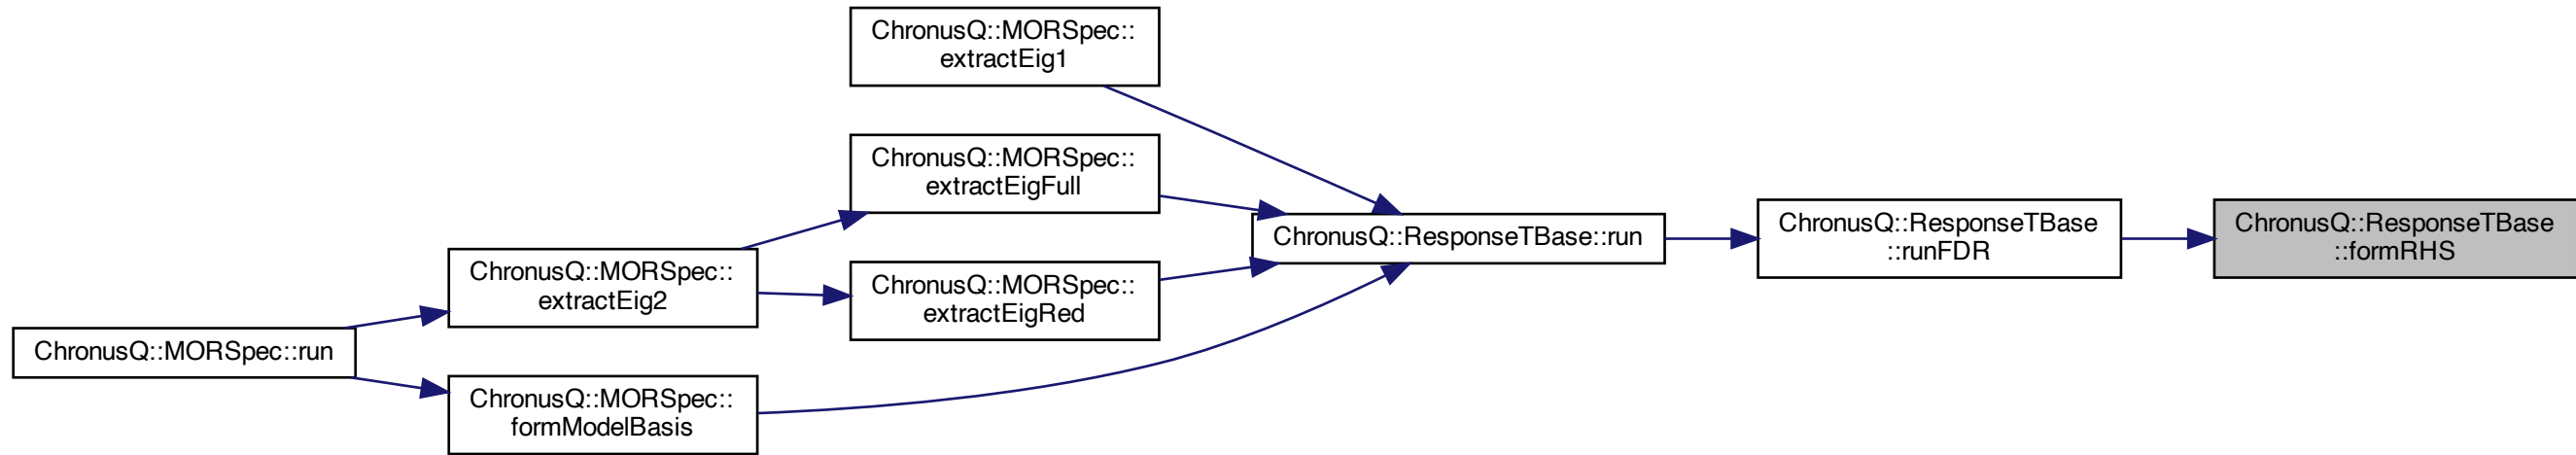 ChronusQ::MORSpec::
extractEig1
ChronusQ::MORSpec::
extractEigFull
ChronusQ::MORSpec::
extractEigRed
ChronusQ::MORSpec::
extractEig2
ChronusQ::MORSpec::run
ChronusQ::MORSpec::
formModelBasis
ChronusQ::ResponseTBase::run
ChronusQ::ResponseTBase
::runFDR
ChronusQ::ResponseTBase
::formRHS